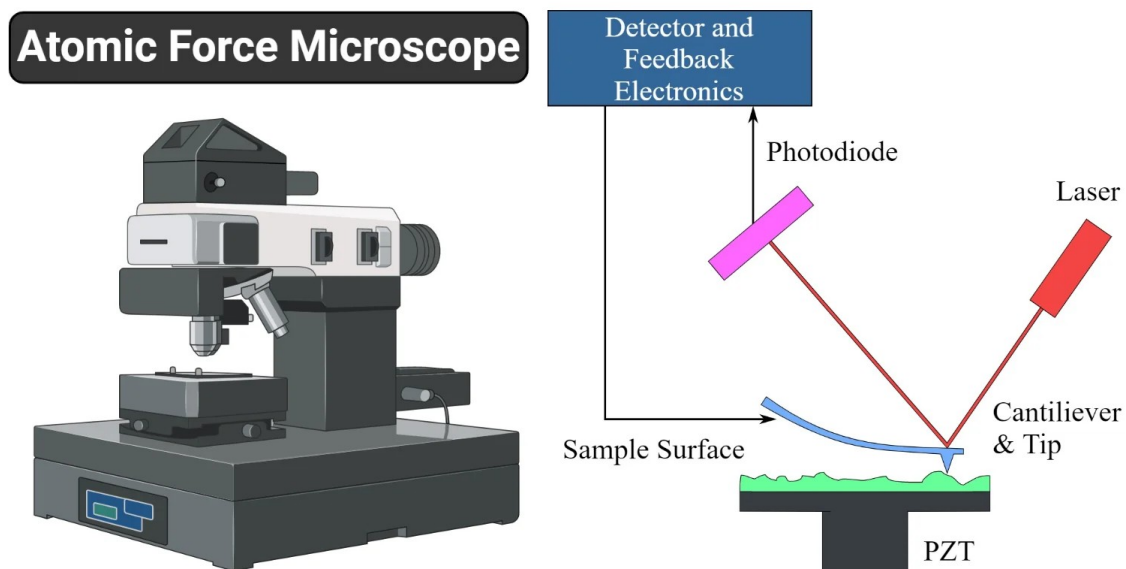 Atomic Force Microscope
Detector and
Feedback
Electronics
Photodiode
Laser
Cantiliever
& Tip
Sample Surface
PZT